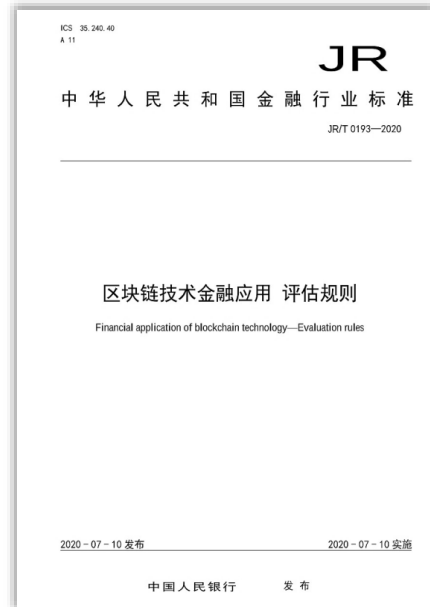 ICS 35.240.40
A 11
JR
中华人民共和国金融行业标准
JR/T 0193—2020
区块链技术金融应用 评估规则
Financial application of blockchain technology—Evaluation rules
2020-07-10 发布 2020-07-10 实施
中国人民银行 发布